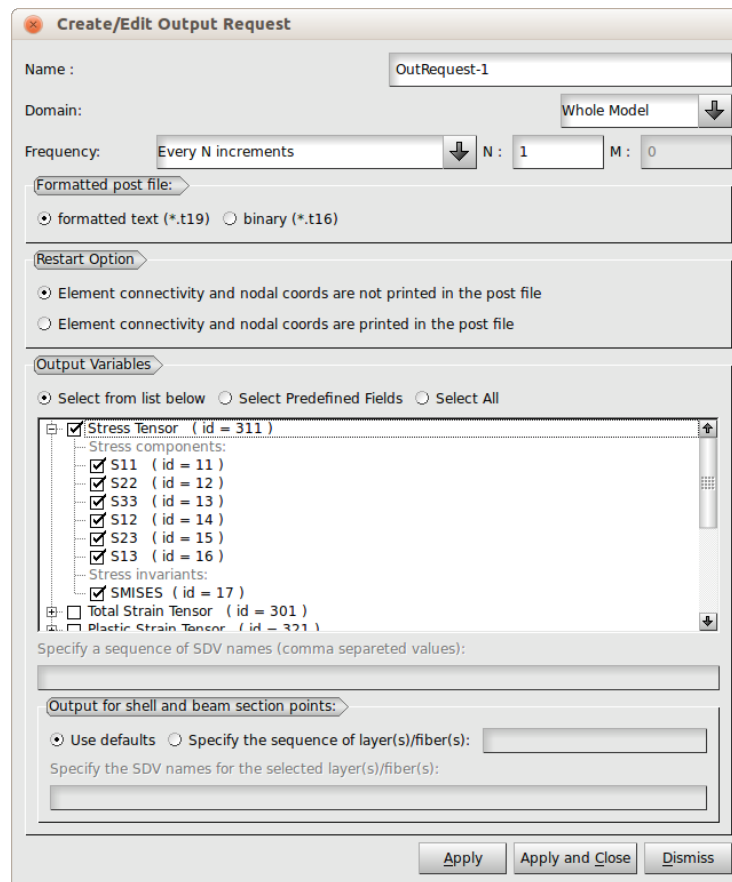 Create/Edit Output Request
Name :
OutRequest-1
Domain:
Whole Model
Frequency:
Every N increments
N :
1
M :
0
Formatted post file:
formatted text (*.t19)
binary (*.t16)
Restart Option
Element connectivity and nodal coords are not printed in the post file
Element connectivity and nodal coords are printed in the post file
Output Variables
Select from list below
Select Predefined Fields
Select All
Stress Tensor ( id = 311 )
Stress components:
S11 ( id = 11 )
S22 ( id = 12 )
S33 ( id = 13 )
S12 ( id = 14 )
S23 ( id = 15 )
S13 ( id = 16 )
Stress invariants:
SMISES ( id = 17 )
Total Strain Tensor ( id = 301 )
Plastic Strain Tensor ( id = 321 )
Specify a sequence of SDV names (comma separeted values):
Output for shell and beam section points:
Use defaults
Specify the sequence of layer(s)/fiber(s):
Specify the SDV names for the selected layer(s)/fiber(s):
Apply
Apply and Close
Dismiss